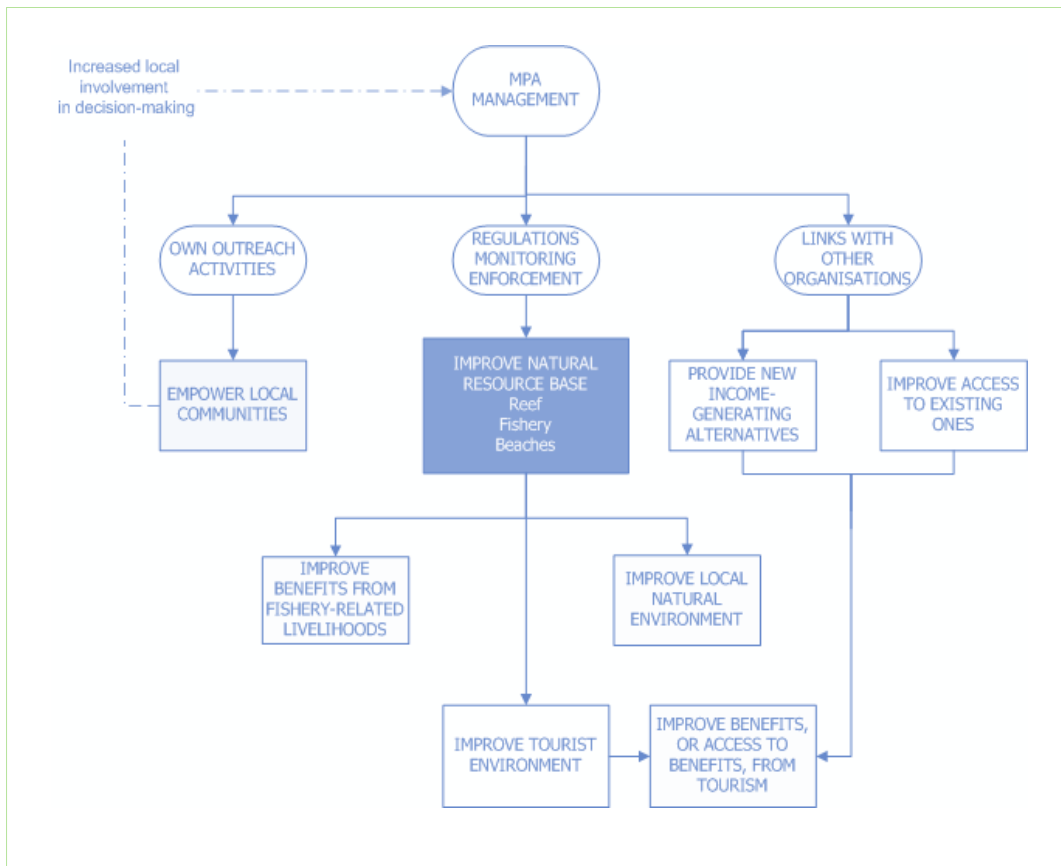 Increased local
involvement
in decision-making
MPA
MANAGEMENT
OWN OUTREACH
ACTIVITIES
REGULATIONS
MONITORING
ENFORCEMENT
LINKS WITH
OTHER
ORGANISATIONS
EMPOWER LOCAL
COMMUNITIES
IMPROVE NATURAL
RESOURCE BASE
Reef
Fishery
Beaches
PROVIDE NEW
INCOME-
GENERATING
ALTERNATIVES
IMPROVE ACCESS
TO EXISTING
ONES
IMPROVE
BENEFITS FROM
FISHERY-RELATED
LIVELIHOODS
IMPROVE LOCAL
NATURAL
ENVIRONMENT
IMPROVE TOURIST
ENVIRONMENT
IMPROVE BENEFITS,
OR ACCESS TO
BENEFITS, FROM
TOURISM